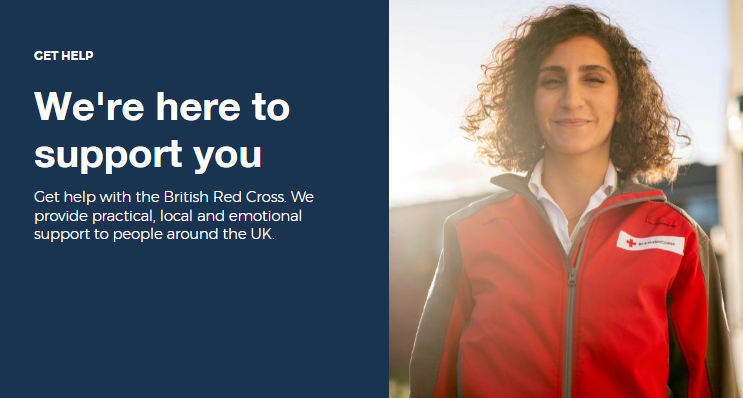 GET HELP
We're here to
support you
Get help with the British Red Cross. We
provide practical, local and emotional
support to people around the UK.